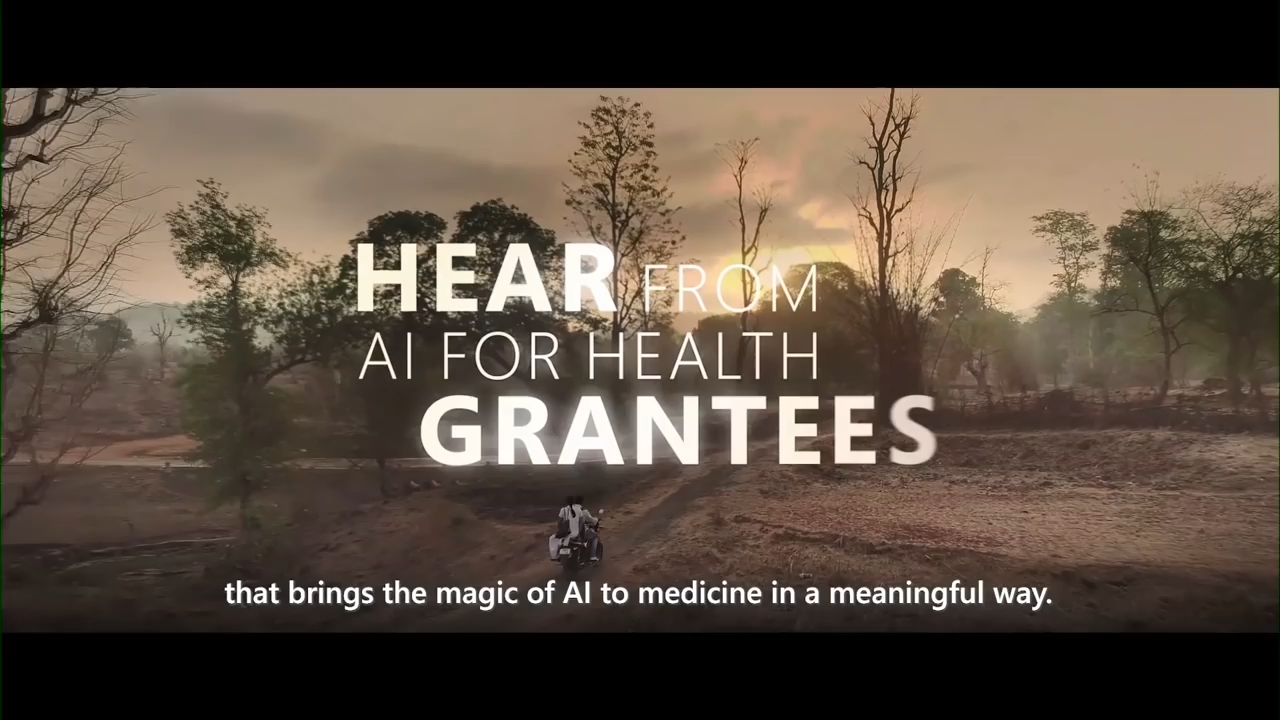 HEAR FROM
AI FOR HEALTH
GRANTEES
that brings the magic of AI to medicine in a meaningful way.